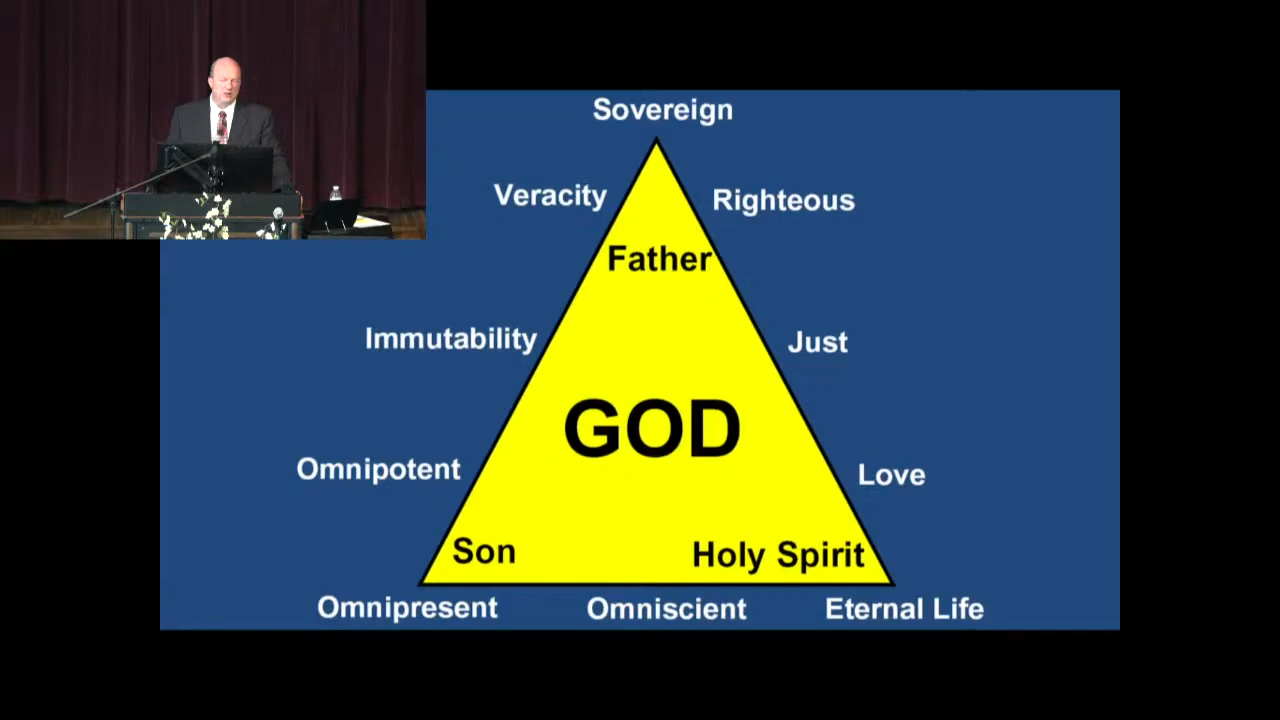 Sovereign
Veracity
Righteous
Father
Immutability
Just
GOD
Omnipotent
Love
Son
Holy Spirit
Omnipresent
Omniscient
Eternal Life